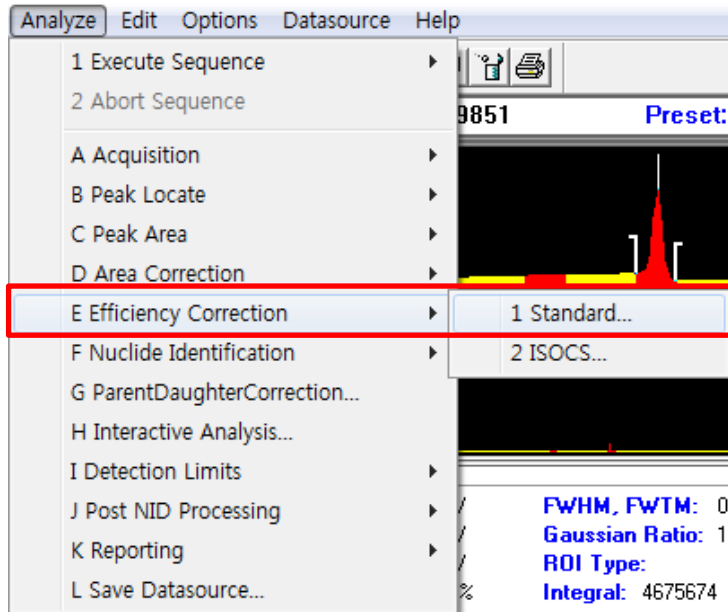 Analyze Edit Options Datasource Help
1 Execute Sequence
2 Abort Sequence
9851 Preset:
A Acquisition
B Peak Locate
C Peak Area
D Area Correction
E Efficiency Correction
1 Standard...
F Nuclide Identification
2 ISOCS...
G ParentDaughterCorrection...
H Interactive Analysis...
I Detection Limits
J Post NID Processing
/ FWHM, FWTM: 0
/ Gaussian Ratio: 1
K Reporting
/ ROI Type:
L Save Datasource...
% Integral: 4675674